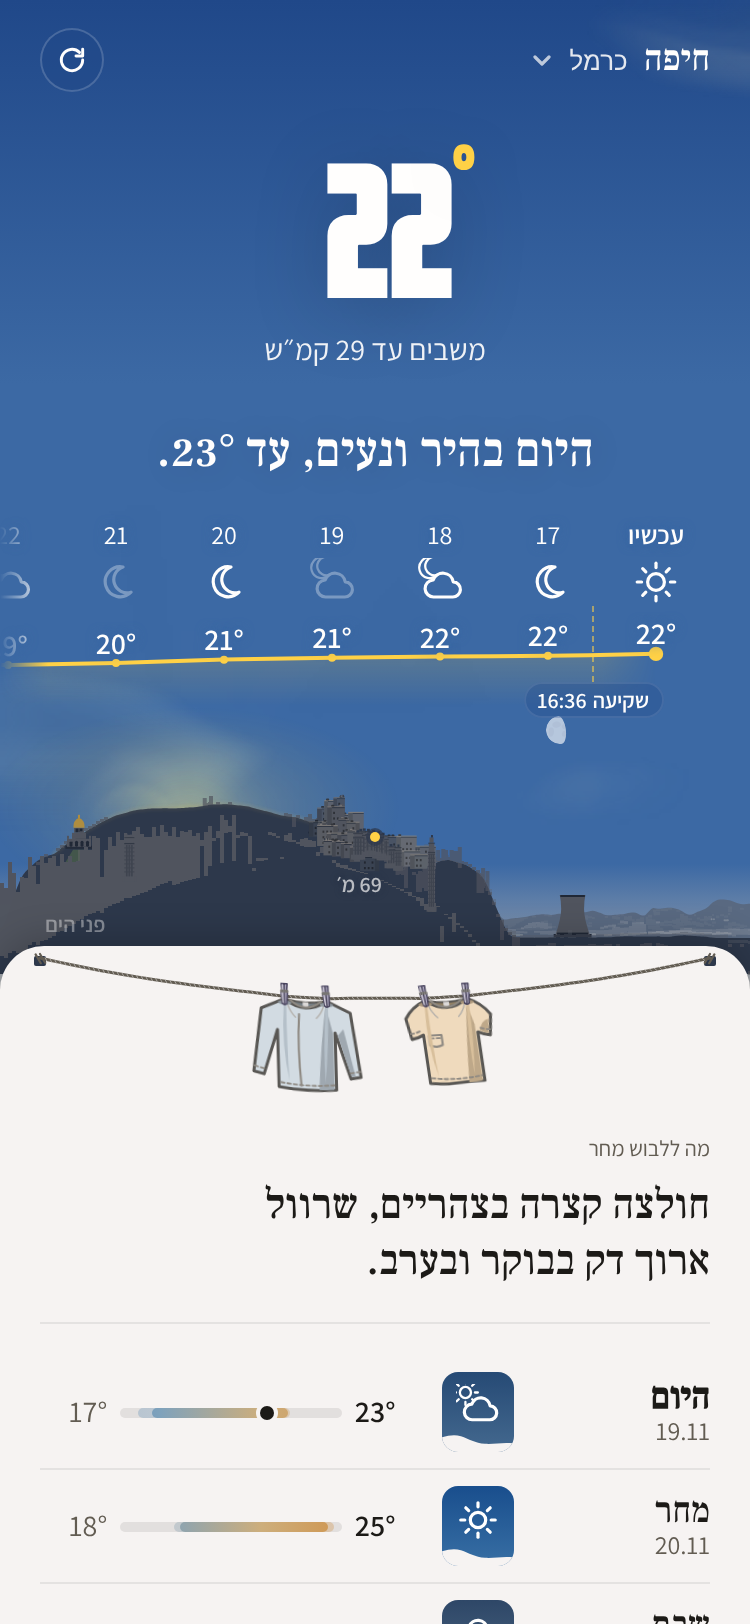 חיפה כרמל
22°
משבים עד 29 קמ״ש
היום בהיר ונעים, עד 23°.
עכשיו 17 18 19 20 21
22° 22° 22° 21° 21° 20°
שקיעה 16:36
69 מ׳
פני הים
מה ללבוש מחר
חולצה קצרה בצהריים, שרוול
ארוך דק בבוקר ובערב.
היום 23° 17°
19.11
מחר 25° 18°
20.11